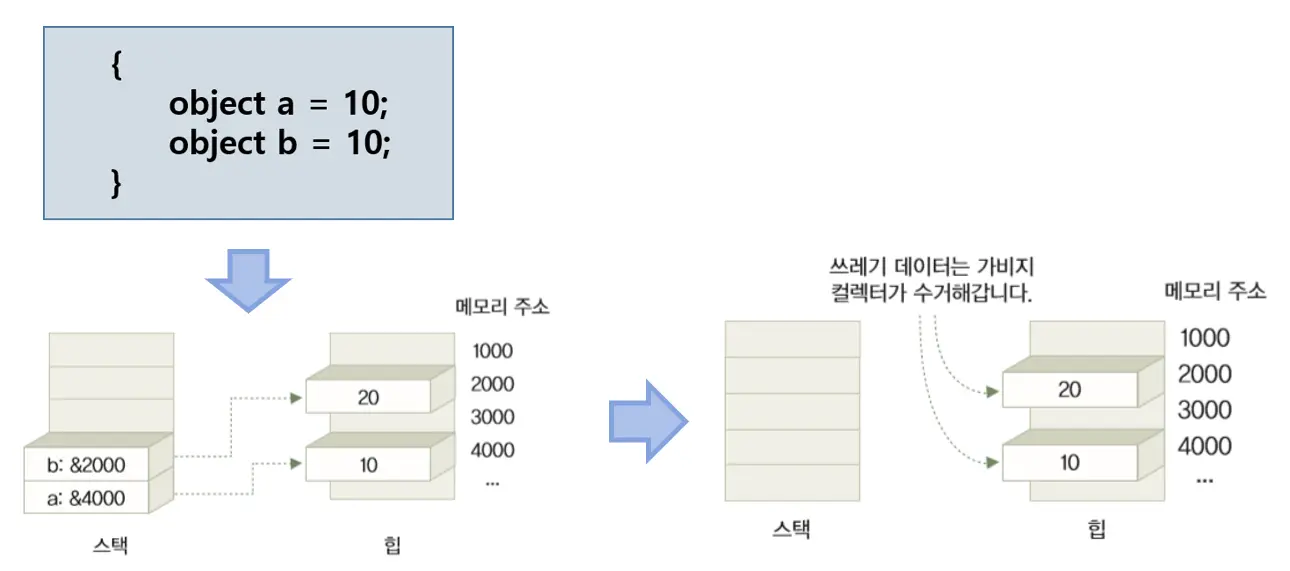 {
object a = 10;
object b = 10;
}
메모리 주소
1000
2000
3000
4000
...
20
10
b: &2000
a: &4000
스택
힙
쓰레기 데이터는 가비지
컬렉터가 수거해갑니다.
메모리 주소
1000
2000
3000
4000
...
20
10
스택
힙